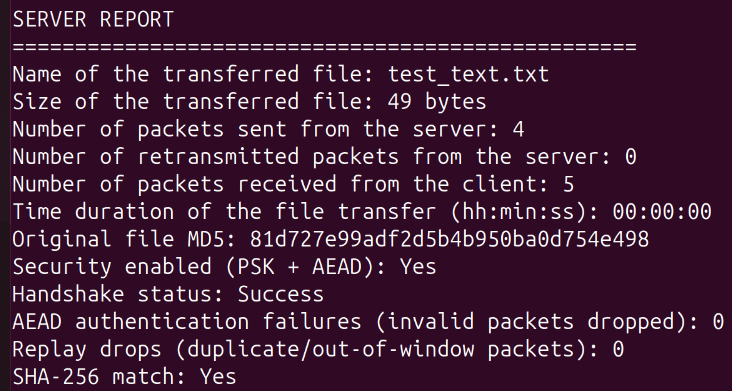 SERVER REPORT
==================================================
Name of the transferred file: test_text.txt
Size of the transferred file: 49 bytes
Number of packets sent from the server: 4
Number of retransmitted packets from the server: 0
Number of packets received from the client: 5
Time duration of the file transfer (hh:min:ss): 00:00:00
Original file MD5: 81d727e99adf2d5b4b950ba0d754e498
Security enabled (PSK + AEAD): Yes
Handshake status: Success
AEAD authentication failures (invalid packets dropped): 0
Replay drops (duplicate/out-of-window packets): 0
SHA-256 match: Yes